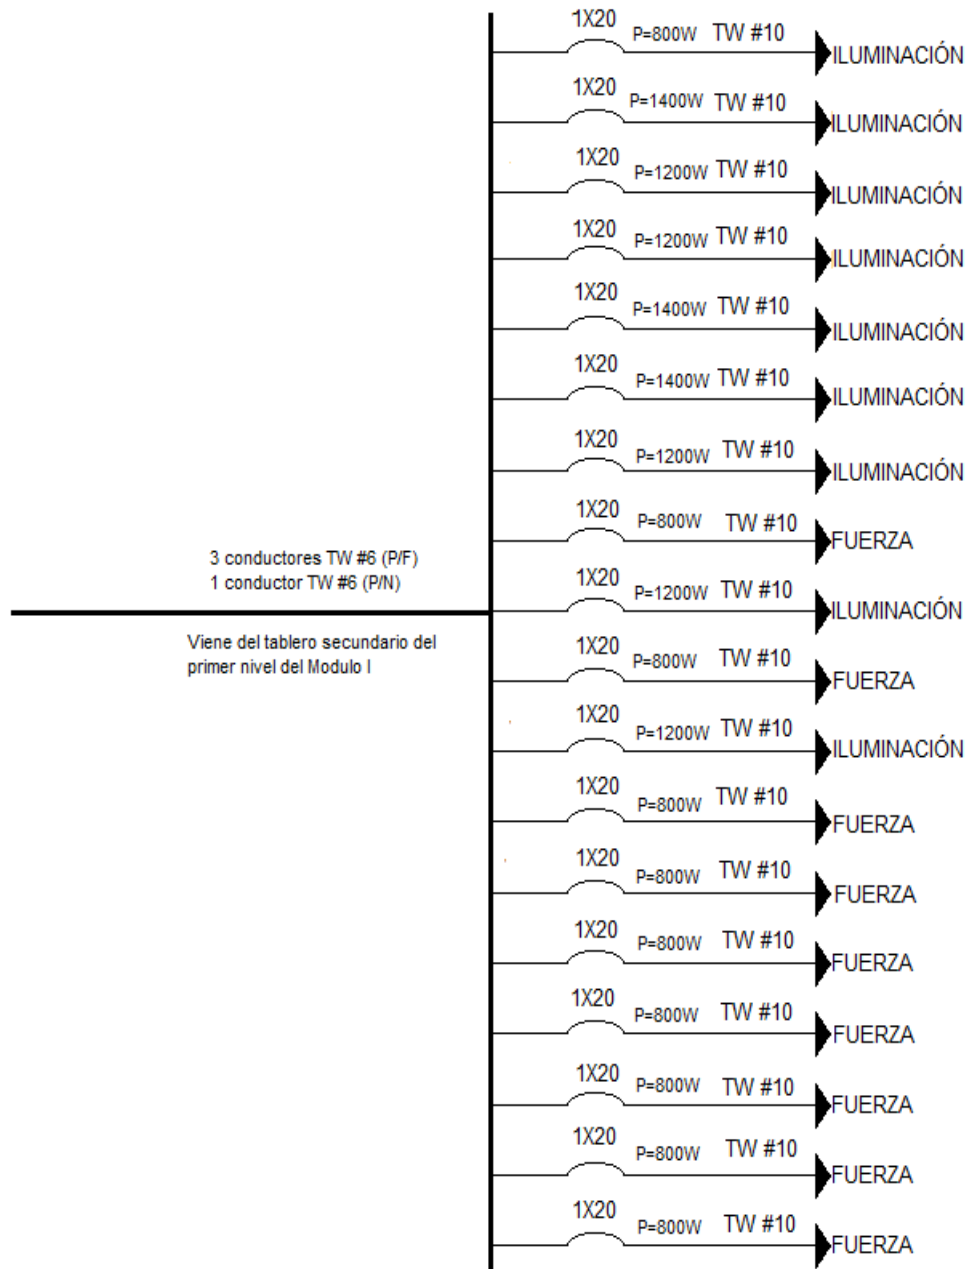 1X20 P=800W TW #10 ILUMINACIÓN
1X20 P=1400W TW #10 ILUMINACIÓN
1X20 P=1200W TW #10 ILUMINACIÓN
1X20 P=1200W TW #10 ILUMINACIÓN
1X20 P=1400W TW #10 ILUMINACIÓN
1X20 P=1400W TW #10 ILUMINACIÓN
1X20 P=1200W TW #10 ILUMINACIÓN
1X20 P=800W TW #10 FUERZA
3 conductores TW #6 (P/F)
1 conductor TW #6 (P/N)
1X20 P=1200W TW #10 ILUMINACIÓN
Viene del tablero secundario del
primer nivel del Modulo I
1X20 P=800W TW #10 FUERZA
1X20 P=1200W TW #10 ILUMINACIÓN
1X20 P=800W TW #10 FUERZA
1X20 P=800W TW #10 FUERZA
1X20 P=800W TW #10 FUERZA
1X20 P=800W TW #10 FUERZA
1X20 P=800W TW #10 FUERZA
1X20 P=800W TW #10 FUERZA
1X20 P=800W TW #10 FUERZA